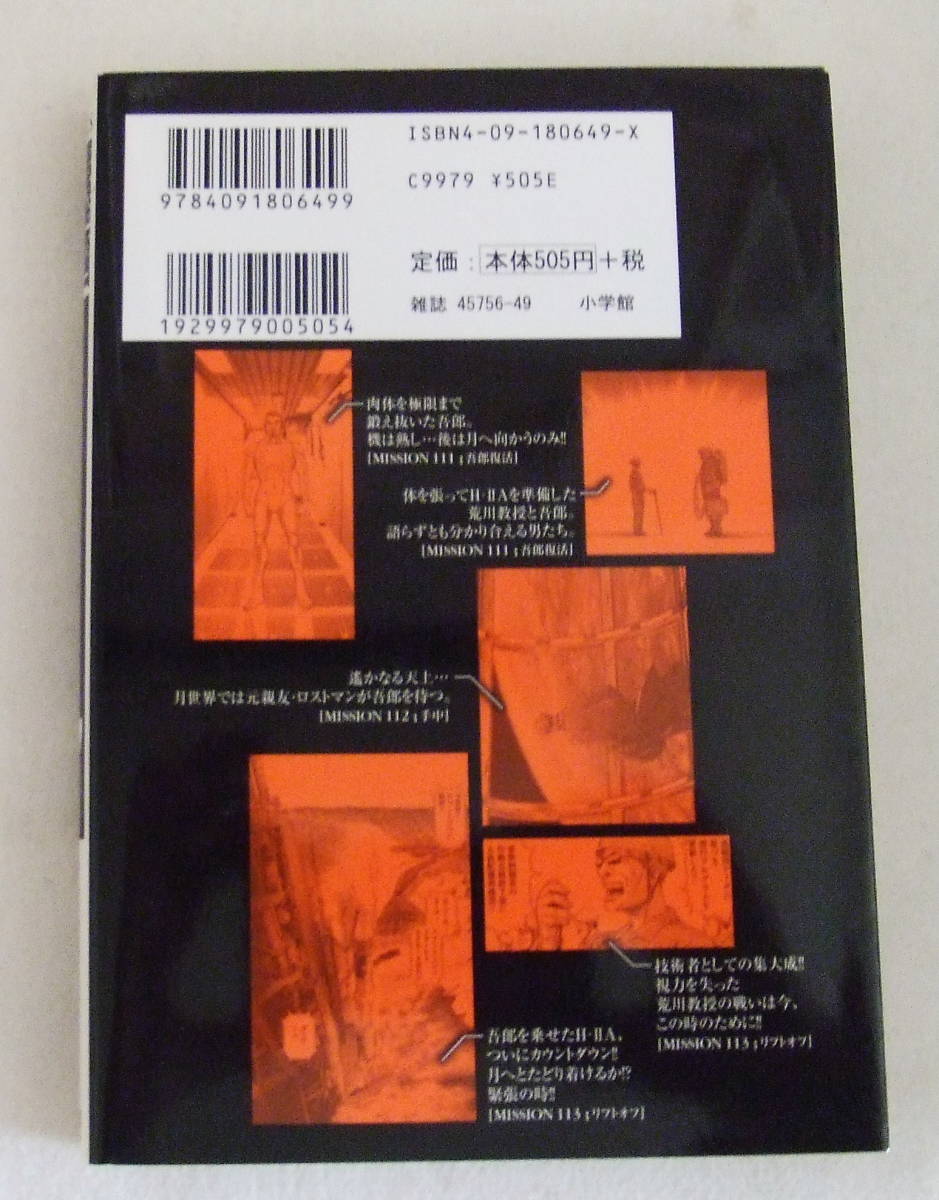 ISBN4-09-180649-X
9784091806499
C9979 ¥505E
1929979005054
定価：本体505円+税
雑誌 45756-49 小学館
肉体を極限まで
鍛え抜いた吾郎。
機は熟し…後は月へ向かうのみ!!
[MISSION 111；吾郎復活]
体を張ってH-ⅡAを準備した
荒川教授と吾郎。
語らずとも分かり合える男たち。
[MISSION 111；吾郎復活]
遙かなる天上…
月世界では元親友・ロストマンが吾郎を待つ。
[MISSION 112；手中]
技術者としての集大成!!
視力を失った
荒川教授の戦いは今、
この時のために!!
[MISSION 113；リフトオフ]
吾郎を乗せたH-ⅡA、
ついにカウントダウン!!
月へとたどり着けるか!?
緊張の時!!
[MISSION 113；リフトオフ]